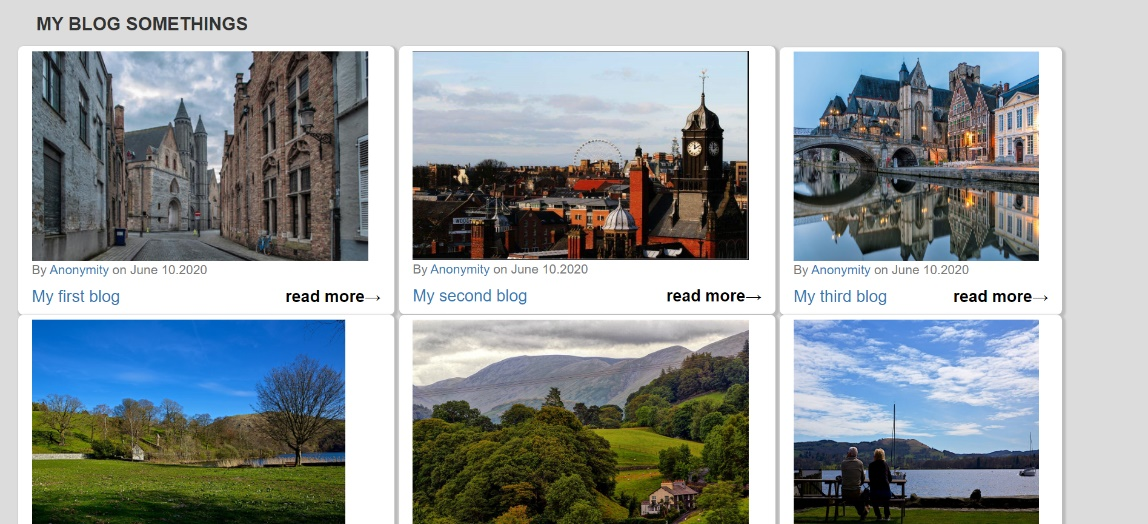 MY BLOG SOMETHINGS
By Anonymity on June 10.2020
My first blog read more→
By Anonymity on June 10.2020
My second blog read more→
By Anonymity on June 10.2020
My third blog read more→